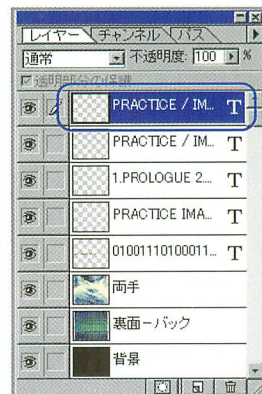 レイヤー チャンネル パス
通常 不透明度: 100 %
透明部分の保護
PRACTICE / IM... T
PRACTICE / IM... T
1.PROLOGUE 2.... T
PRACTICE IMA... T
01001110100011... T
両手
裏面－バック
背景